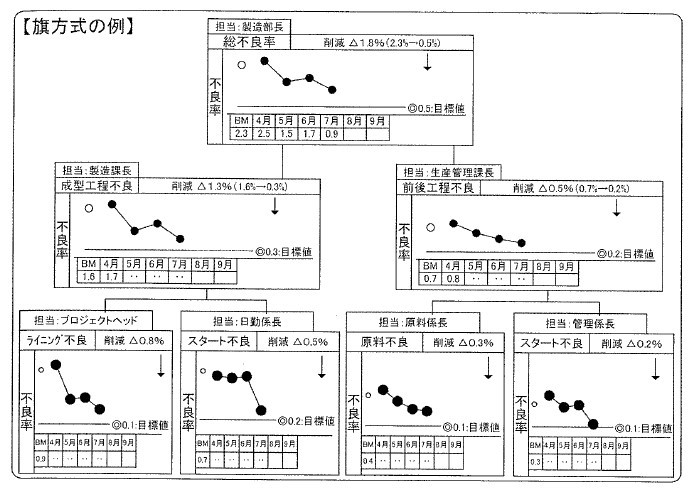 【旗方式の例】
担当:製造部長
総不良率 削減 △1.8%(2.3%→0.5%)
不良率
◎0.5:目標値
BM 4月 5月 6月 7月 8月 9月
2.3 2.5 1.5 1.7 0.9
担当:製造課長
成型工程不良 削減 △1.3%(1.6%→0.3%)
不良率
◎0.3:目標値
BM 4月 5月 6月 7月 8月 9月
1.6 1.7 ‥ ‥ ‥
担当:生産管理課長
前後工程不良 削減 △0.5%(0.7%→0.2%)
不良率
◎0.2:目標値
BM 4月 5月 6月 7月 8月 9月
0.7 0.8 ‥ ‥ ‥
担当:プロジェクトヘッド
ライニング不良 削減 △0.8%
不良率
◎0.1:目標値
BM 4月 5月 6月 7月 8月 9月
0.9 ‥ ‥ ‥ ‥
担当:日勤係長
スタート不良 削減 △0.5%
不良率
◎0.2:目標値
BM 4月 5月 6月 7月 8月 9月
0.7 ‥ ‥ ‥ ‥
担当:原料係長
原料不良 削減 △0.3%
不良率
◎0.1:目標値
BM 4月 5月 6月 7月 8月 9月
0.4 ‥ ‥ ‥ ‥
担当:管理係長
スタート不良 削減 △0.2%
不良率
◎0.1:目標値
BM 4月 5月 6月 7月 8月 9月
0.3 ‥ ‥ ‥ ‥